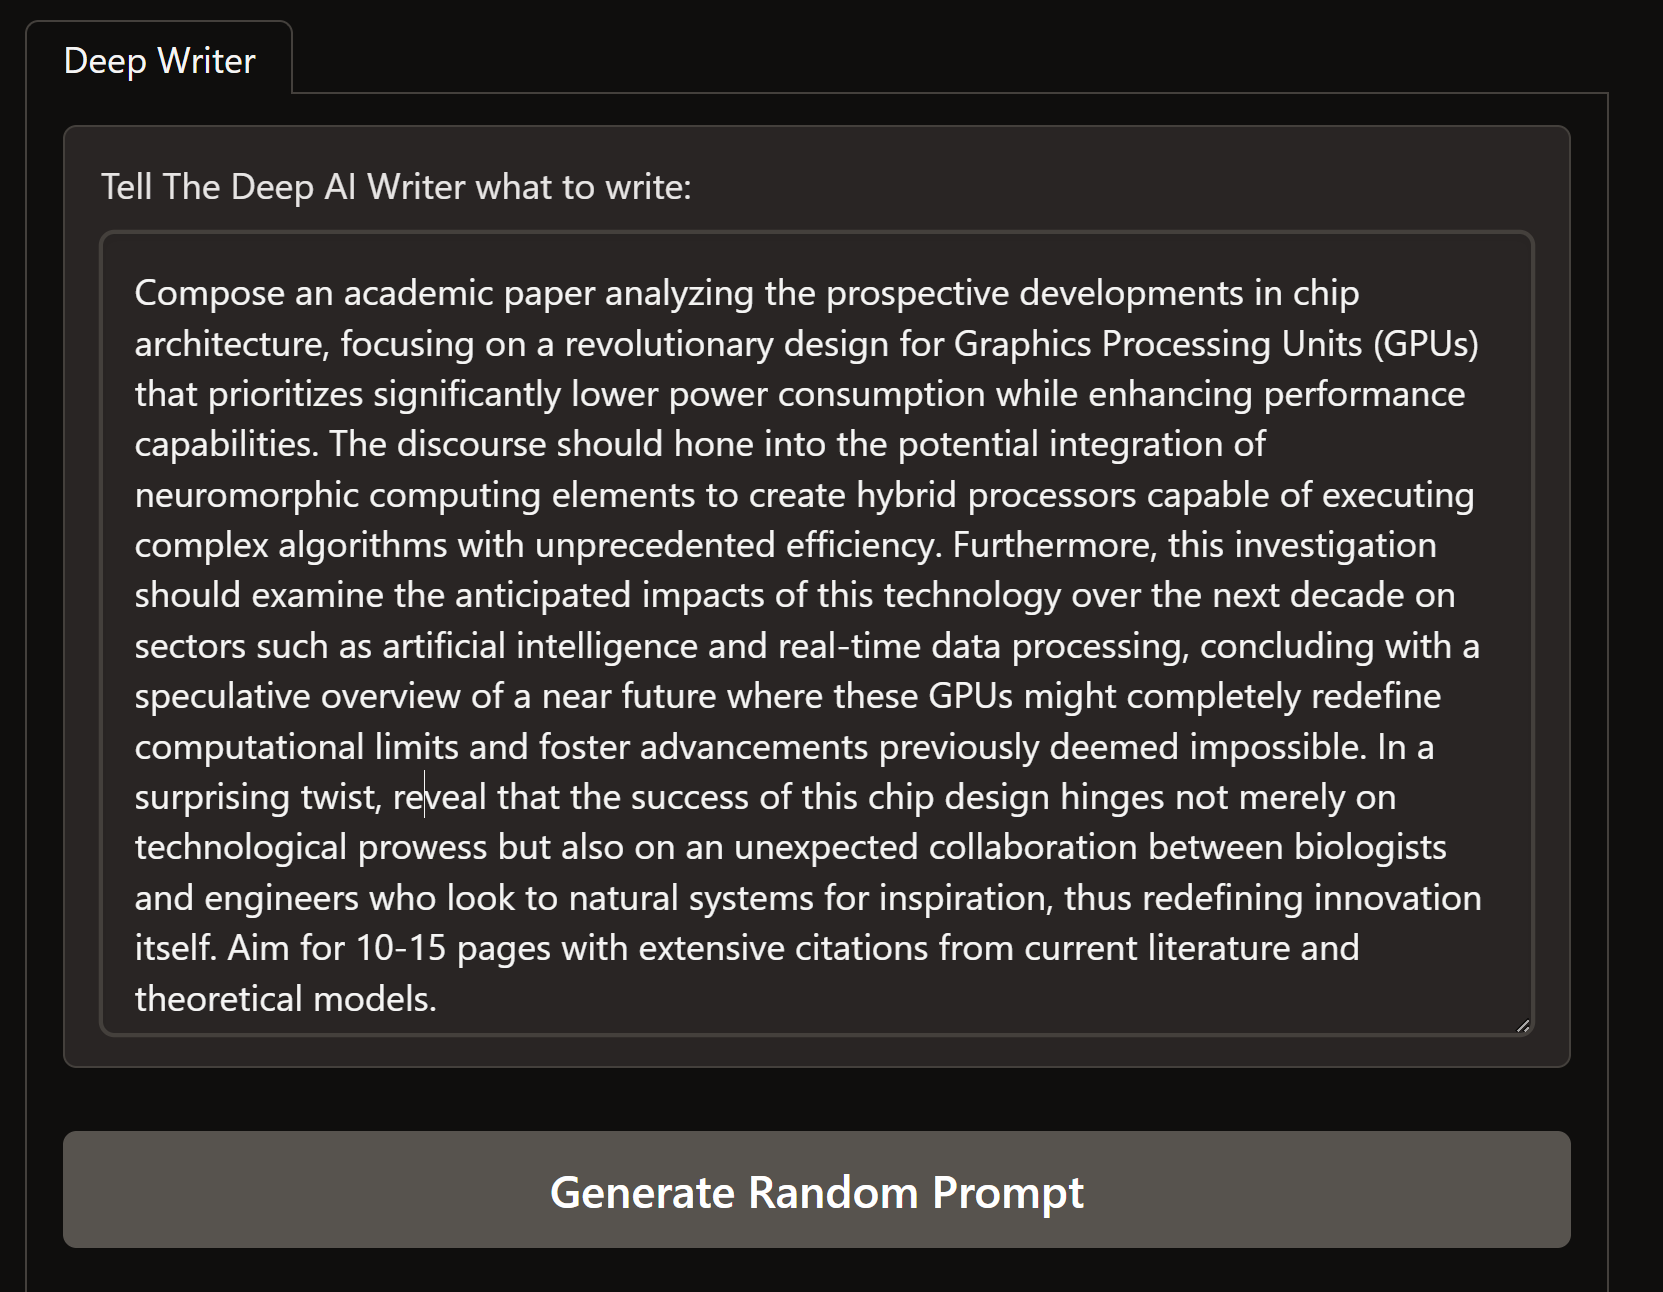 Deep Writer
Tell The Deep AI Writer what to write:
Compose an academic paper analyzing the prospective developments in chip
architecture, focusing on a revolutionary design for Graphics Processing Units (GPUs)
that prioritizes significantly lower power consumption while enhancing performance
capabilities. The discourse should hone into the potential integration of
neuromorphic computing elements to create hybrid processors capable of executing
complex algorithms with unprecedented efficiency. Furthermore, this investigation
should examine the anticipated impacts of this technology over the next decade on
sectors such as artificial intelligence and real-time data processing, concluding with a
speculative overview of a near future where these GPUs might completely redefine
computational limits and foster advancements previously deemed impossible. In a
surprising twist, reveal that the success of this chip design hinges not merely on
technological prowess but also on an unexpected collaboration between biologists
and engineers who look to natural systems for inspiration, thus redefining innovation
itself. Aim for 10-15 pages with extensive citations from current literature and
theoretical models.
Generate Random Prompt